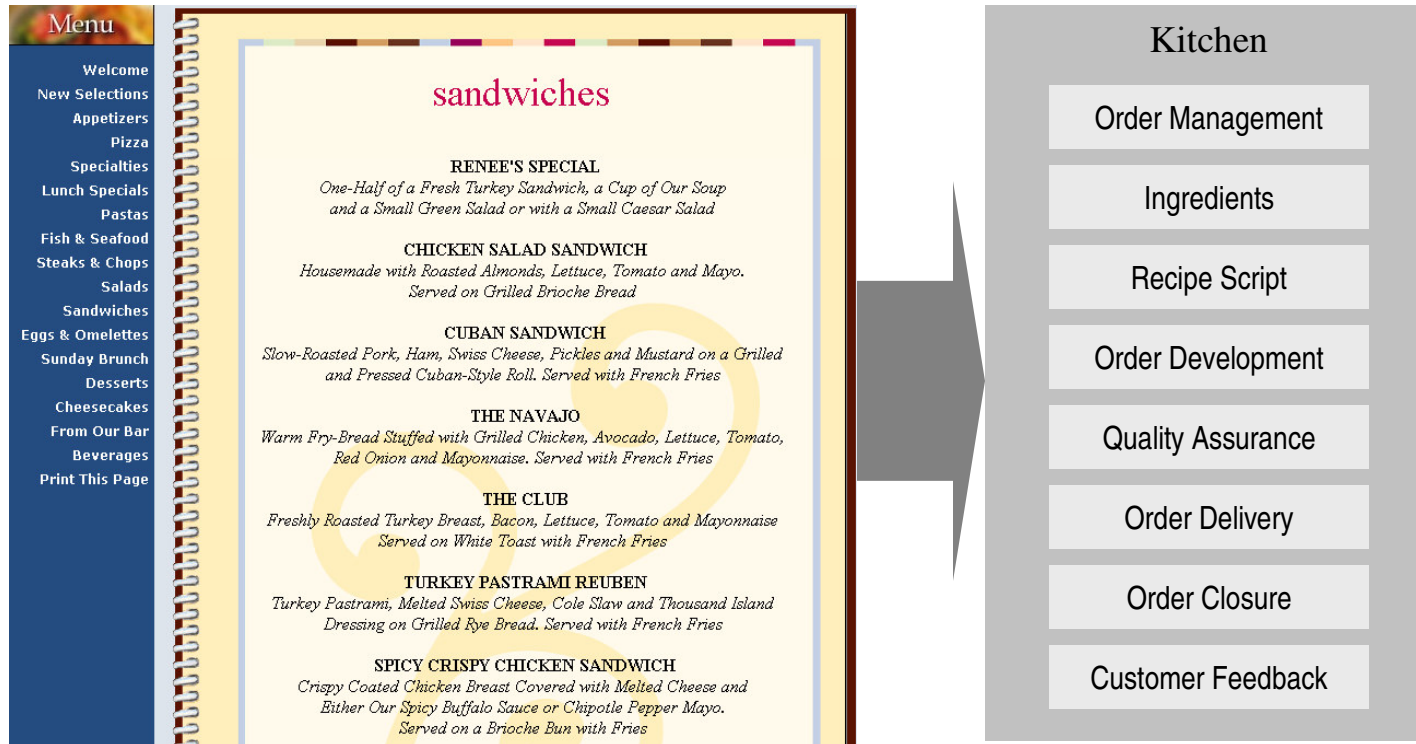 Menu
Welcome
New Selections
Appetizers
Pizza
Specialties
Lunch Specials
Pastas
Fish & Seafood
Steaks & Chops
Salads
Sandwiches
Eggs & Omelettes
Sunday Brunch
Desserts
Cheesecakes
From Our Bar
Beverages
Print This Page
sandwiches
RENEE'S SPECIAL
One-Half of a Fresh Turkey Sandwich, a Cup of Our Soup
and a Small Green Salad or with a Small Caesar Salad
CHICKEN SALAD SANDWICH
Housemade with Roasted Almonds, Lettuce, Tomato and Mayo.
Served on Grilled Brioche Bread
CUBAN SANDWICH
Slow-Roasted Pork, Ham, Swiss Cheese, Pickles and Mustard on a Grilled
and Pressed Cuban-Style Roll. Served with French Fries
THE NAVAJO
Warm Fry-Bread Stuffed with Grilled Chicken, Avocado, Lettuce, Tomato,
Red Onion and Mayonnaise. Served with French Fries
THE CLUB
Freshly Roasted Turkey Breast, Bacon, Lettuce, Tomato and Mayonnaise
Served on White Toast with French Fries
TURKEY PASTRAMI REUBEN
Turkey Pastrami, Melted Swiss Cheese, Cole Slaw and Thousand Island
Dressing on Grilled Rye Bread. Served with French Fries
SPICY CRISPY CHICKEN SANDWICH
Crispy Coated Chicken Breast Covered with Melted Cheese and
Either Our Spicy Buffalo Sauce or Chipotle Pepper Mayo.
Served on a Brioche Bun with Fries
Kitchen
Order Management
Ingredients
Recipe Script
Order Development
Quality Assurance
Order Delivery
Order Closure
Customer Feedback